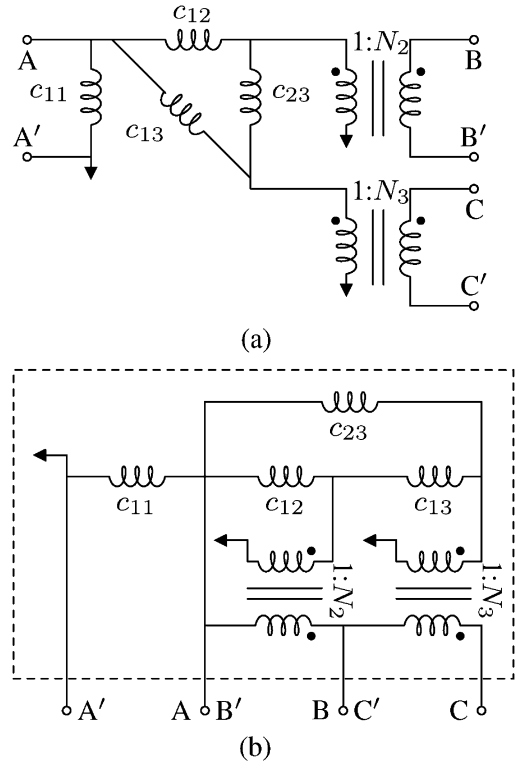 c12
1:N2
A
B
c11
c23
c13
A′
B′
1:N3
C
C′
(a)
c23
c11
c12
c13
1:N2
1:N3
A′
A B′
B C′
C
(b)